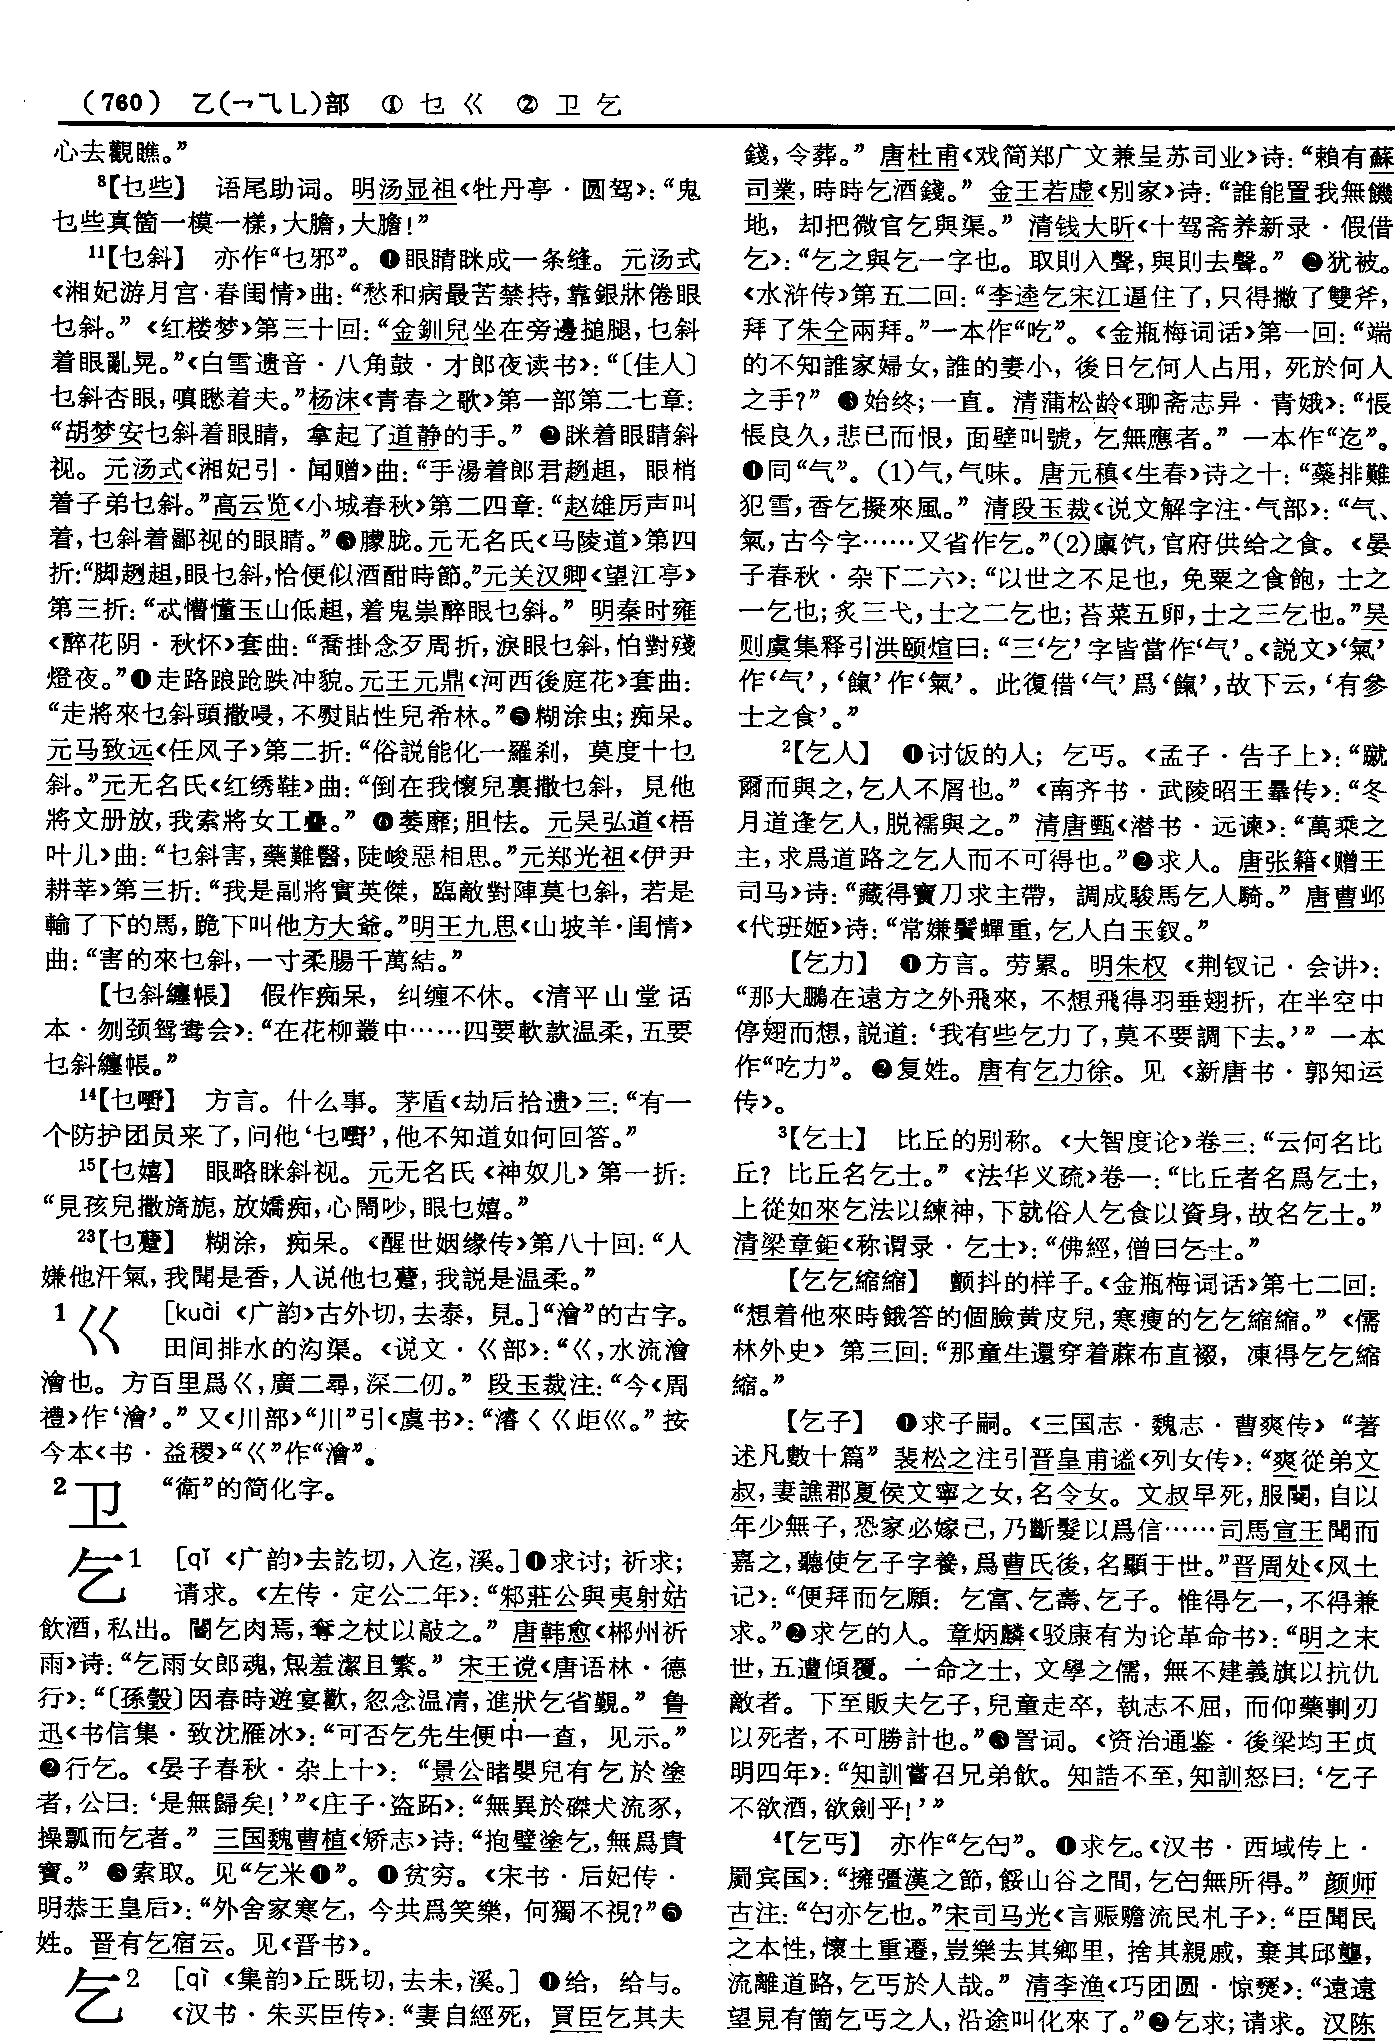 (760) 乙(乛⺄乚)部 ① 乜 巜 ② 卫 乞
心去觀瞧。”
⁸【乜些】 语尾助词。明汤显祖《牡丹亭·圆驾》：“鬼
乜些真箇一模一樣，大膽，大膽！”
¹¹【乜斜】 亦作“乜邪”。❶眼睛眯成一条缝。元汤式
《湘妃游月宫·春闺情》曲：“愁和病最苦禁持，靠銀牀倦眼
乜斜。”《红楼梦》第三十回：“金釧兒坐在旁邊搥腿，乜斜
着眼亂晃。”《白雪遗音·八角鼓·才郎夜读书》：“〔佳人〕
乜斜杏眼，嗔瞅着夫。”杨沫《青春之歌》第一部第二七章：
“胡梦安乜斜着眼睛，拿起了道静的手。”❷眯着眼睛斜
视。元汤式《湘妃引·闻赠》曲：“手湯着郎君趔趄，眼梢
着子弟乜斜。”高云览《小城春秋》第二四章：“赵雄厉声叫
着，乜斜着鄙视的眼睛。”❸朦胧。元无名氏《马陵道》第四
折：“脚趔趄，眼乜斜，恰便似酒酣時節。”元关汉卿《望江亭》
第三折：“忒懵懂玉山低趄，着鬼祟醉眼乜斜。”明秦时雍
《醉花阴·秋怀》套曲：“喬掛念歹周折，淚眼乜斜，怕對殘
燈夜。”❹走路踉跄跌冲貌。元王元鼎《河西後庭花》套曲：
“走將來乜斜頭撒唚，不熨貼性兒希林。”❺糊涂虫；痴呆。
元马致远《任风子》第二折：“俗説能化一羅刹，莫度十乜
斜。”元无名氏《红绣鞋》曲：“倒在我懷兒裏撒乜斜，見他
將文册放，我索將女工疊。”❻萎靡；胆怯。元吴弘道《梧
叶儿》曲：“乜斜害，藥難醫，陡峻惡相思。”元郑光祖《伊尹
耕莘》第三折：“我是副將實英傑，臨敵對陣莫乜斜，若是
輸了下的馬，跪下叫他方大爺。”明王九思《山坡羊·闺情》
曲：“害的來乜斜，一寸柔腸千萬結。”
【乜斜纏帳】 假作痴呆，纠缠不休。《清平山堂话
本·刎颈鸳鸯会》：“在花柳叢中……四要軟款温柔，五要
乜斜纏帳。”
¹⁴【乜嘢】 方言。什么事。茅盾《劫后拾遗》三：“有一
个防护团员来了，问他‘乜嘢’，他不知道如何回答。”
¹⁵【乜嬉】 眼略眯斜视。元无名氏《神奴儿》第一折：
“見孩兒撒旖旎，放嬌痴，心鬧吵，眼乜嬉。”
²³【乜䠥】 糊涂，痴呆。《醒世姻缘传》第八十回：“人
嫌他汗氣，我聞是香，人说他乜䠥，我説是温柔。”
1 巜 [kuài 《广韵》古外切，去泰，見。]“澮”的古字。
田间排水的沟渠。《说文·巜部》：“巜，水流澮
澮也。方百里爲巜，廣二尋，深二仞。”段玉裁注：“今《周
禮》作‘澮’。”又《川部》“川”引《虞书》：“濬〈巜歫巛。”按
今本《书·益稷》“巜”作“澮”。
2 卫 “衛”的简化字。
乞1 [qǐ 《广韵》去訖切，入迄，溪。]❶求讨；祈求；
请求。《左传·定公二年》：“邾莊公與夷射姑
飲酒，私出。閽乞肉焉，奪之杖以敲之。”唐韩愈《郴州祈
雨》诗：“乞雨女郎魂，炰羞潔且繁。”宋王谠《唐语林·德
行》：“〔孫瑴〕因春時遊宴歡，忽念温凊，進狀乞省覲。”鲁
迅《书信集·致沈雁冰》：“可否乞先生便中一查，见示。”
❷行乞。《晏子春秋·杂上十》：“景公睹嬰兒有乞於塗
者，公曰：‘是無歸矣！’”《庄子·盗跖》：“無異於磔犬流豕，
操瓢而乞者。”三国魏曹植《矫志》诗：“抱璧塗乞，無爲貴
寶。”❸索取。见“乞米❶”。❹贫穷。《宋书·后妃传·
明恭王皇后》：“外舍家寒乞，今共爲笑樂，何獨不視？”❺
姓。晋有乞宿云。见《晋书》。
乞2 [qì 《集韵》丘既切，去未，溪。] ❶给，给与。
《汉书·朱买臣传》：“妻自經死，買臣乞其夫
錢，令葬。”唐杜甫《戏简郑广文兼呈苏司业》诗：“賴有蘇
司業，時時乞酒錢。”金王若虚《别家》诗：“誰能置我無饑
地，却把微官乞與渠。”清钱大昕《十驾斋养新录·假借
乞》：“乞之與乞一字也。取則入聲，與則去聲。”❷犹被。
《水浒传》第五二回：“李逵乞宋江逼住了，只得撇了雙斧，
拜了朱仝兩拜。”一本作“吃”。《金瓶梅词话》第一回：“端
的不知誰家婦女，誰的妻小，後日乞何人占用，死於何人
之手？”❸始终；一直。清蒲松龄《聊斋志异·青娥》：“悵
悵良久，悲已而恨，面壁叫號，乞無應者。”一本作“迄”。
❹同“气”。(1)气，气味。唐元稹《生春》诗之十：“藥排難
犯雪，香乞擬來風。”清段玉裁《说文解字注·气部》：“气、
氣，古今字……又省作乞。”(2)廪饩，官府供给之食。《晏
子春秋·杂下二六》：“以世之不足也，免粟之食飽，士之
一乞也；炙三弋，士之二乞也；苔菜五卵，士之三乞也。”吴
则虞集释引洪颐煊曰：“三‘乞’字皆當作‘气’。《説文》‘氣’
作‘气’，‘餼’作‘氣’。此復借‘气’爲‘餼’，故下云，‘有參
士之食’。”
²【乞人】 ❶讨饭的人；乞丐。《孟子·告子上》：“蹴
爾而與之，乞人不屑也。”《南齐书·武陵昭王晔传》：“冬
月道逢乞人，脱襦與之。”清唐甄《潜书·远谏》：“萬乘之
主，求爲道路之乞人而不可得也。”❷求人。唐张籍《赠王
司马》诗：“藏得寶刀求主帶，調成駿馬乞人騎。”唐曹邺
《代班姬》诗：“常嫌鬢蟬重，乞人白玉釵。”
【乞力】 ❶方言。劳累。明朱权《荆钗记·会讲》：
“那大鵬在遠方之外飛來，不想飛得羽垂翅折，在半空中
停翅而想，説道：‘我有些乞力了，莫不要調下去。’”一本
作“吃力”。❷复姓。唐有乞力徐。见《新唐书·郭知运
传》。
³【乞士】 比丘的别称。《大智度论》卷三：“云何名比
丘？比丘名乞士。”《法华义疏》卷一：“比丘者名爲乞士，
上從如來乞法以練神，下就俗人乞食以資身，故名乞士。”
清梁章鉅《称谓录·乞士》：“佛經，僧曰乞士。”
【乞乞縮縮】 颤抖的样子。《金瓶梅词话》第七二回：
“想着他來時餓答的個臉黄皮兒，寒瘦的乞乞縮縮。”《儒
林外史》第三回：“那童生還穿着蔴布直裰，凍得乞乞縮
縮。”
【乞子】 ❶求子嗣。《三国志·魏志·曹爽传》“著
述凡數十篇”裴松之注引晋皇甫谧《列女传》：“爽從弟文
叔，妻譙郡夏侯文寧之女，名令女。文叔早死，服闋，自以
年少無子，恐家必嫁己，乃斷髮以爲信……司馬宣王聞而
嘉之，聽使乞子字養，爲曹氏後，名顯于世。”晋周处《风土
记》：“便拜而乞願：乞富、乞壽、乞子。惟得乞一，不得兼
求。”❷求乞的人。章炳麟《驳康有为论革命书》：“明之末
世，五遭傾覆。一命之士，文學之儒，無不建義旗以抗仇
敵者。下至販夫乞子，兒童走卒，執志不屈，而仰藥剚刃
以死者，不可勝計也。”❸詈词。《资治通鉴·後梁均王贞
明四年》：“知訓嘗召兄弟飲。知誥不至，知訓怒曰：‘乞子
不欲酒，欲劍乎！’”
⁴【乞丐】 亦作“乞匄”。❶求乞。《汉书·西域传上·
罽宾国》：“擁彊漢之節，餒山谷之間，乞匄無所得。”颜师
古注：“匄亦乞也。”宋司马光《言赈赡流民札子》：“臣聞民
之本性，懷土重遷，豈樂去其鄉里，捨其親戚，棄其邱壟，
流離道路，乞丐於人哉。”清李渔《巧团圆·惊燹》：“遠遠
望見有箇乞丐之人，沿途叫化來了。”❷乞求；请求。汉陈